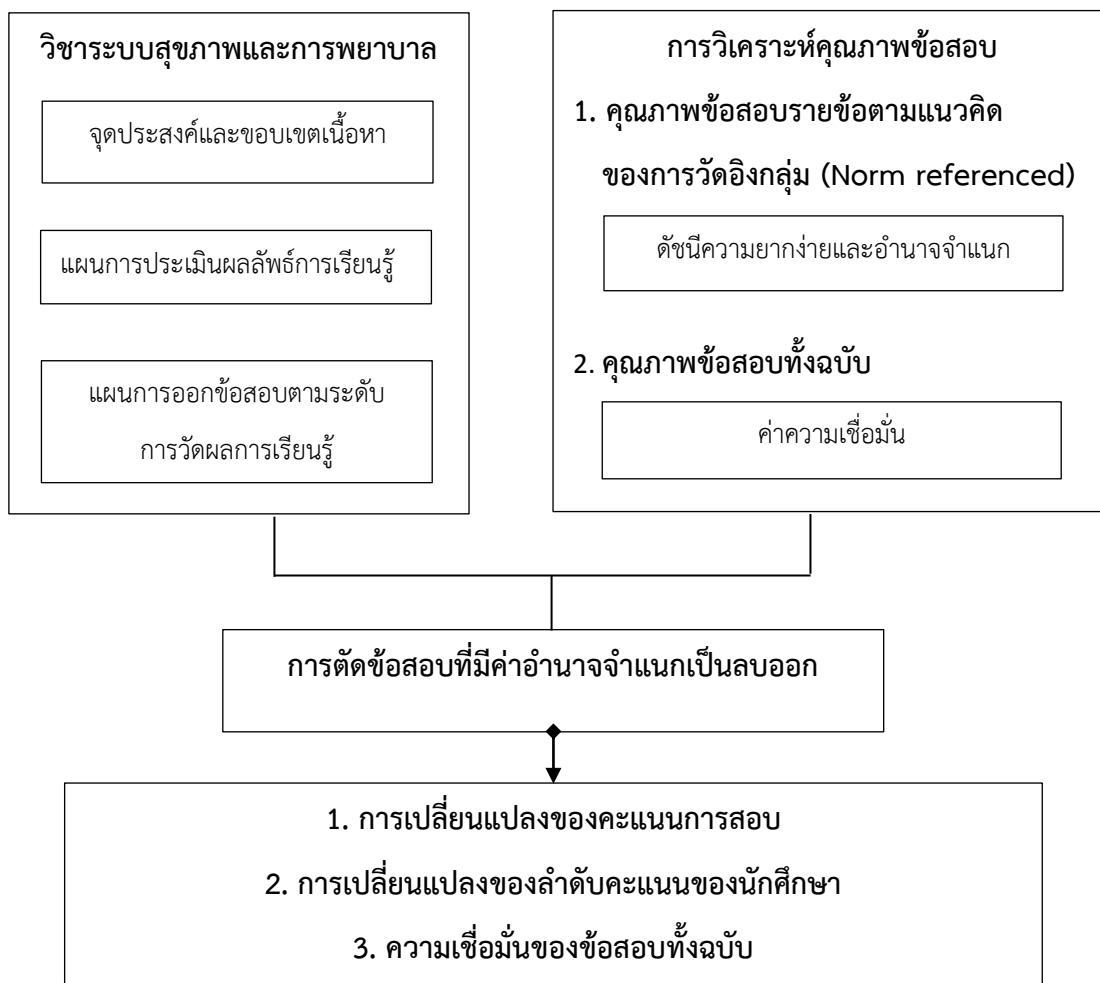 วิชาระบบสุขภาพและการพยาบาล
จุดประสงค์และขอบเขตเนื้อหา
แผนการประเมินผลลัพธ์การเรียนรู้
แผนการออกข้อสอบตามระดับ
การวัดผลการเรียนรู้
การวิเคราะห์คุณภาพข้อสอบ
1. คุณภาพข้อสอบรายข้อตามแนวคิด
ของการวัดอิงกลุ่ม (Norm referenced)
ดัชนีความยากง่ายและอำนาจจำแนก
2. คุณภาพข้อสอบทั้งฉบับ
ค่าความเชื่อมั่น
การตัดข้อสอบที่มีค่าอำนาจจำแนกเป็นลบออก
1. การเปลี่ยนแปลงของคะแนนการสอบ
2. การเปลี่ยนแปลงของลำดับคะแนนของนักศึกษา
3. ความเชื่อมั่นของข้อสอบทั้งฉบับ